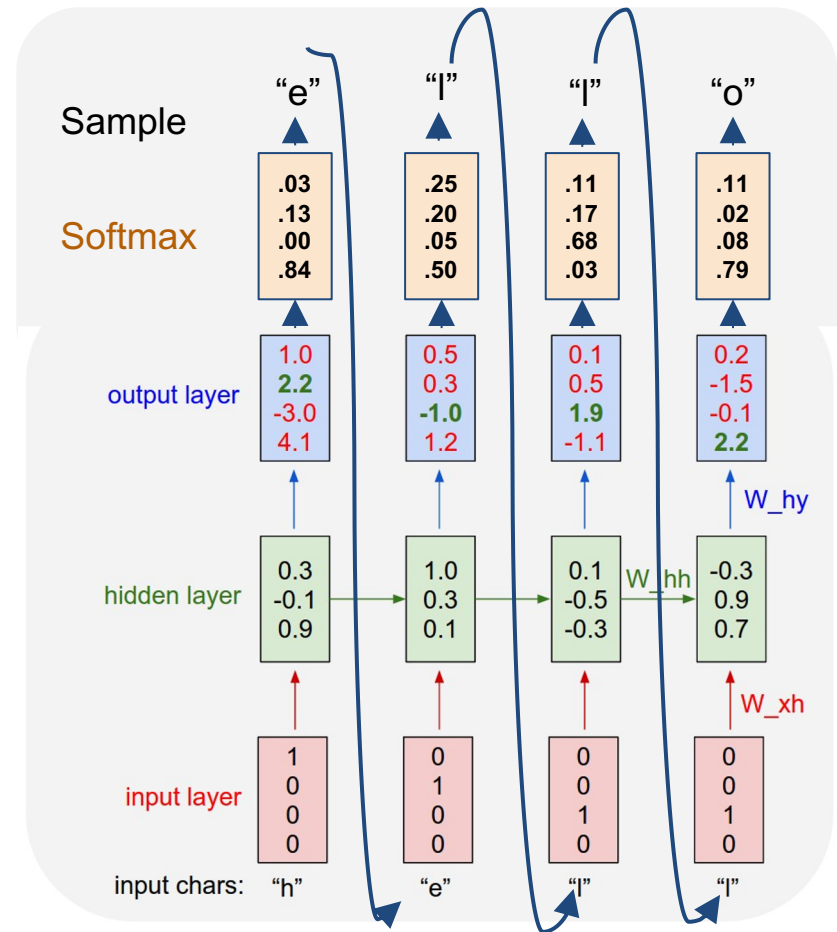 “e” “l” “l” “o”
Sample
.03 .25 .11 .11
.13 .20 .17 .02
Softmax
.00 .05 .68 .08
.84 .50 .03 .79
1.0 0.5 0.1 0.2
2.2 0.3 0.5 -1.5
output layer
-3.0 -1.0 1.9 -0.1
4.1 1.2 -1.1 2.2
W_hy
0.3 1.0 0.1 W_hh -0.3
hidden layer -0.1 0.3 -0.5 0.9
0.9 0.1 -0.3 0.7
W_xh
1 0 0 0
0 1 0 0
input layer
0 0 1 1
0 0 0 0
input chars: “h” “e” “l” “l”